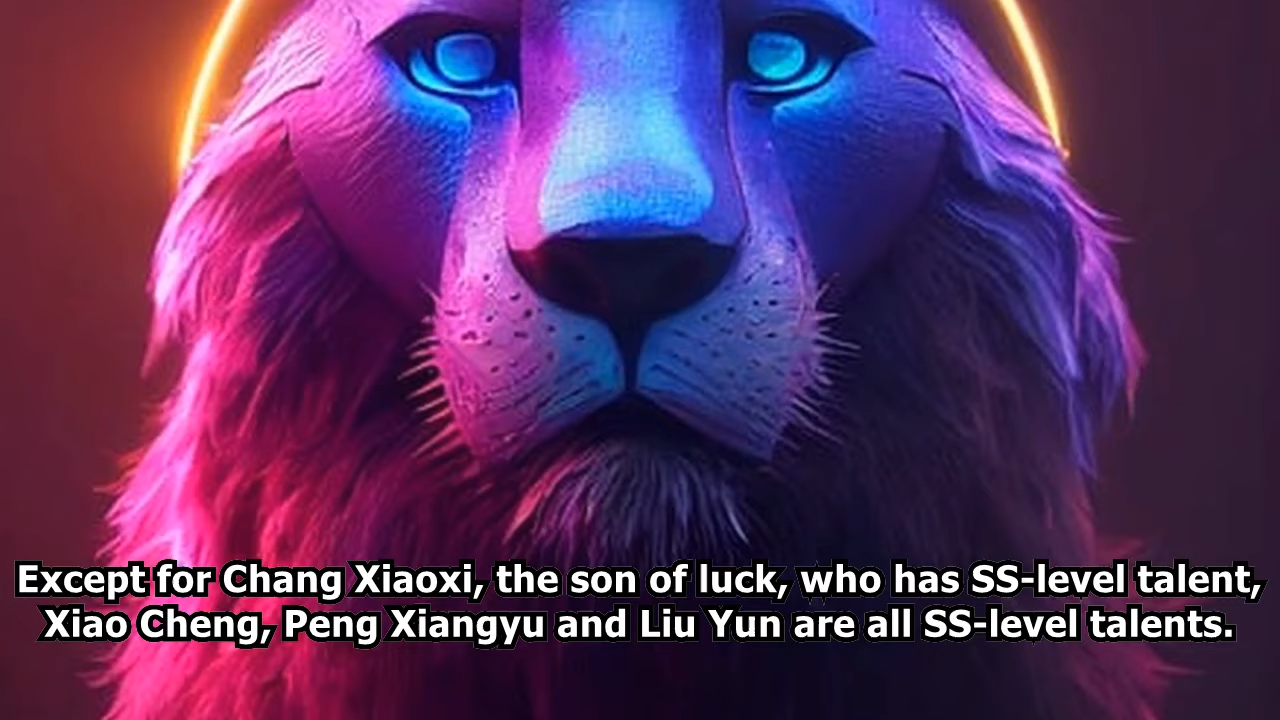 Except for Chang Xiaoxi, the son of luck, who has SS-level talent,
Xiao Cheng, Peng Xiangyu and Liu Yun are all SS-level talents.